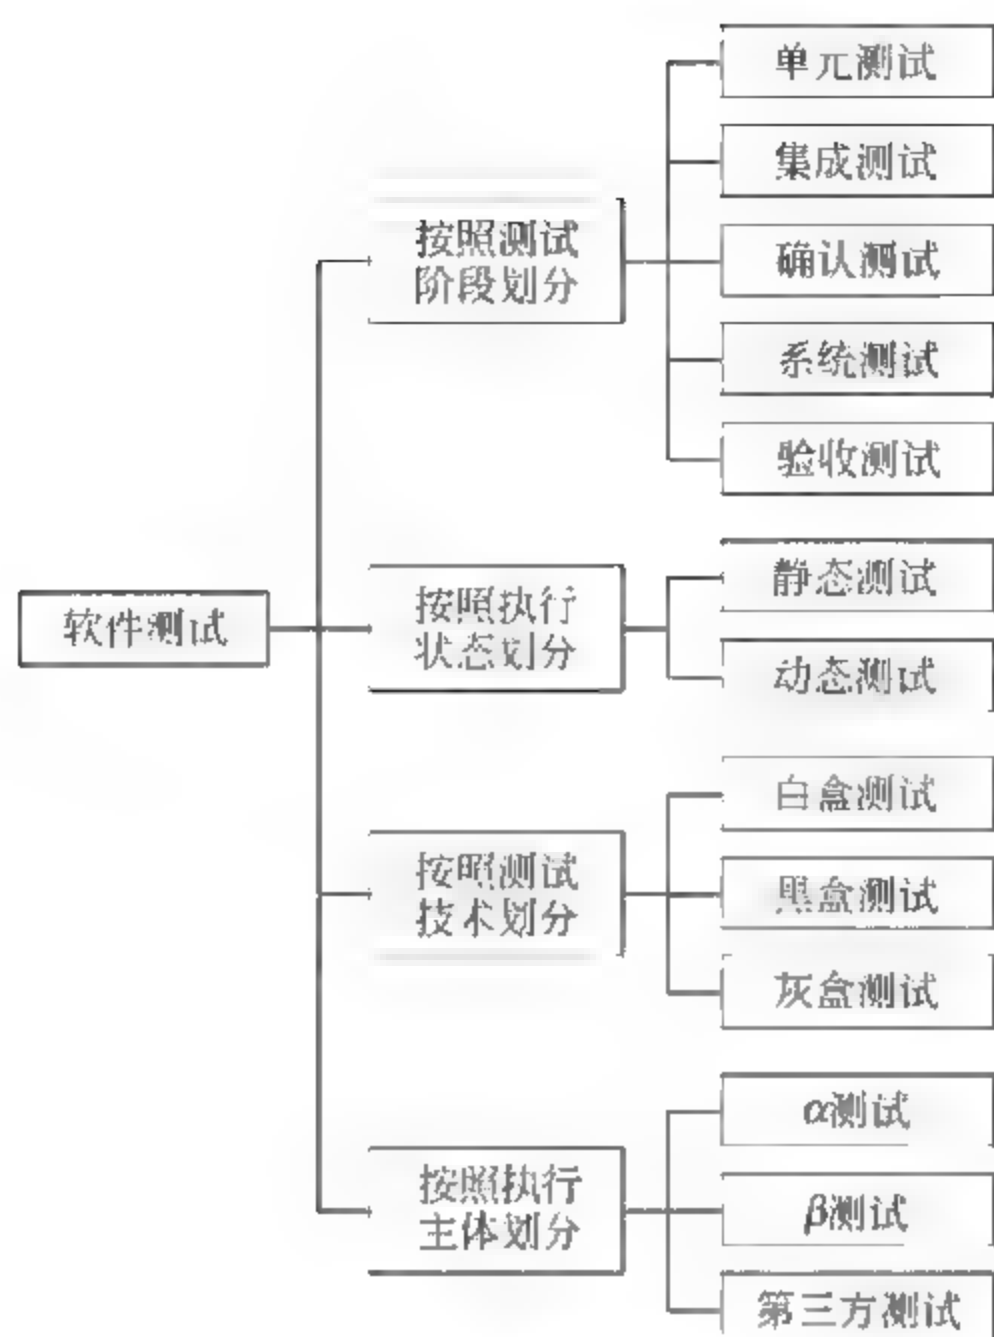 单元测试
集成测试
按照测试
阶段划分
确认测试
系统测试
验收测试
静态测试
软件测试
按照执行
状态划分
动态测试
白盒测试
按照测试
技术划分
黑盒测试
灰盒测试
α测试
按照执行
主体划分
β测试
第三方测试